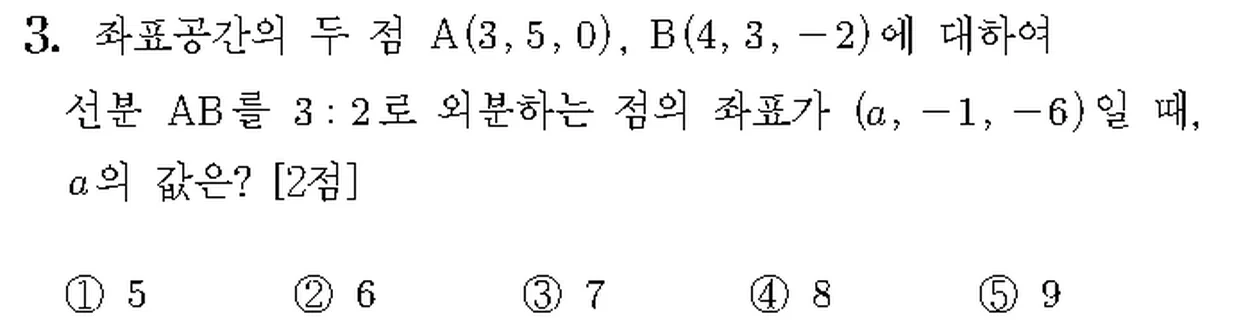 3. 좌표공간의 두 점 A(3, 5, 0), B(4, 3, −2)에 대하여
선분 AB를 3 : 2로 외분하는 점의 좌표가 (a, −1, −6)일 때,
a의 값은? [2점]
① 5 ② 6 ③ 7 ④ 8 ⑤ 9